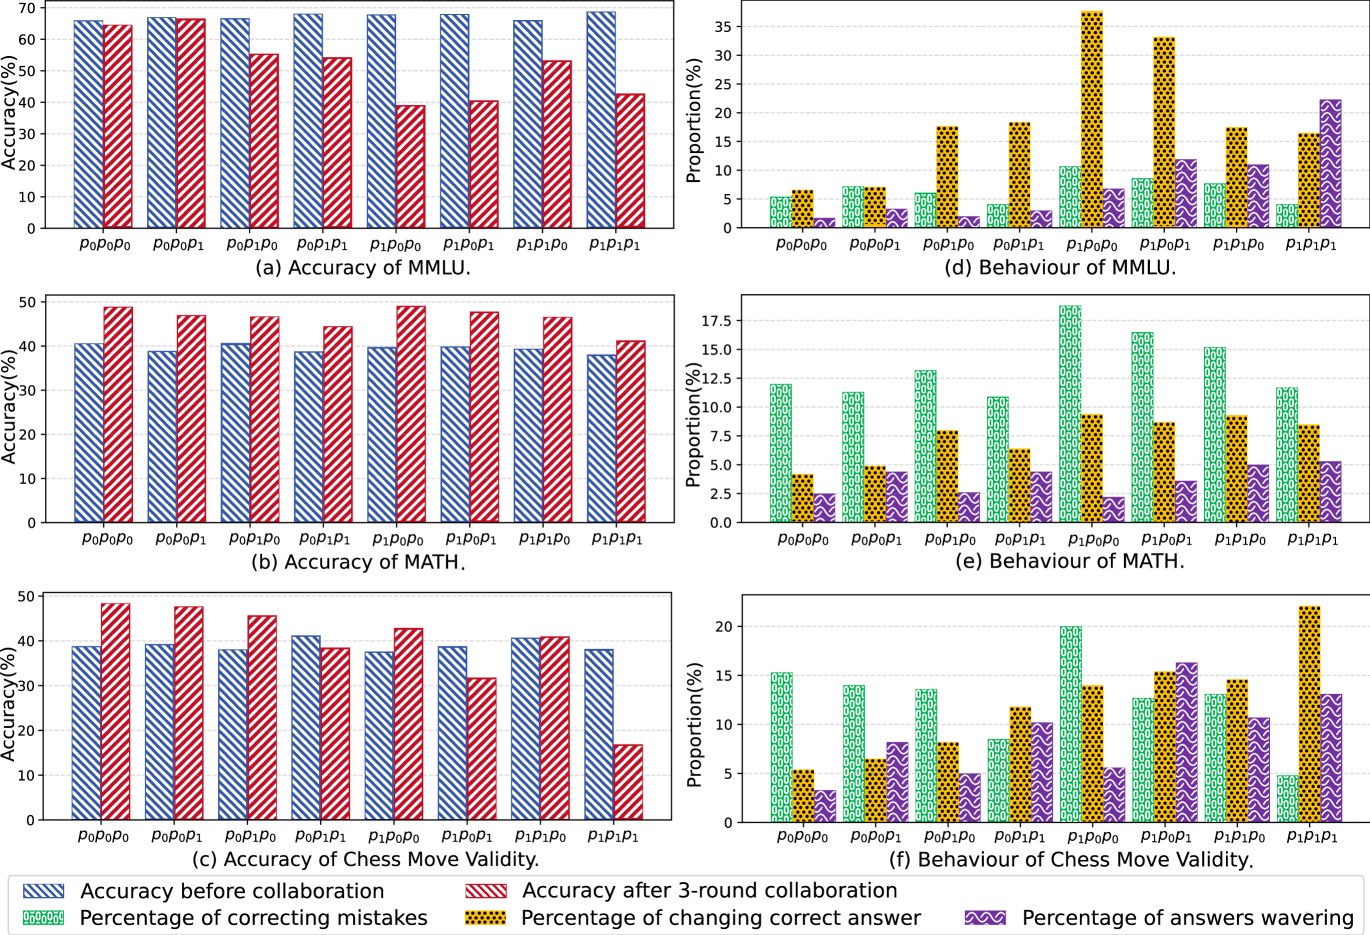 Accuracy(%)
70
60
50
40
30
20
10
0
p₀p₀p₀ p₀p₀p₁ p₀p₁p₀ p₀p₁p₁ p₁p₀p₀ p₁p₀p₁ p₁p₁p₀ p₁p₁p₁
(a) Accuracy of MMLU.
Proportion(%)
35
30
25
20
15
10
5
0
p₀p₀p₀ p₀p₀p₁ p₀p₁p₀ p₀p₁p₁ p₁p₀p₀ p₁p₀p₁ p₁p₁p₀ p₁p₁p₁
(d) Behaviour of MMLU.
Accuracy(%)
50
40
30
20
10
0
p₀p₀p₀ p₀p₀p₁ p₀p₁p₀ p₀p₁p₁ p₁p₀p₀ p₁p₀p₁ p₁p₁p₀ p₁p₁p₁
(b) Accuracy of MATH.
Proportion(%)
17.5
15.0
12.5
10.0
7.5
5.0
2.5
0.0
p₀p₀p₀ p₀p₀p₁ p₀p₁p₀ p₀p₁p₁ p₁p₀p₀ p₁p₀p₁ p₁p₁p₀ p₁p₁p₁
(e) Behaviour of MATH.
Accuracy(%)
50
40
30
20
10
0
p₀p₀p₀ p₀p₀p₁ p₀p₁p₀ p₀p₁p₁ p₁p₀p₀ p₁p₀p₁ p₁p₁p₀ p₁p₁p₁
(c) Accuracy of Chess Move Validity.
Proportion(%)
20
15
10
5
0
p₀p₀p₀ p₀p₀p₁ p₀p₁p₀ p₀p₁p₁ p₁p₀p₀ p₁p₀p₁ p₁p₁p₀ p₁p₁p₁
(f) Behaviour of Chess Move Validity.
Accuracy before collaboration Accuracy after 3-round collaboration
Percentage of correcting mistakes Percentage of changing correct answer Percentage of answers wavering